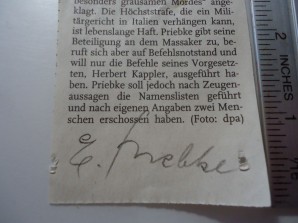 besonders grausamen Mordes" ange-
klagt. Die Höchststrafe, die ein Mili-
tärgericht in Italien verhängen kann,
ist lebenslange Haft. Priebke gibt seine
Beteiligung an dem Massaker zu, be-
ruft sich aber auf Befehlsnotstand und
will nur die Befehle seines Vorgesetz-
ten, Herbert Kappler, ausgeführt ha-
ben. Priebke soll jedoch nach Zeugen-
aussagen die Namenslisten geführt
und nach eigenen Angaben zwei Men-
schen erschossen haben. (Foto: dpa)
E. Priebke